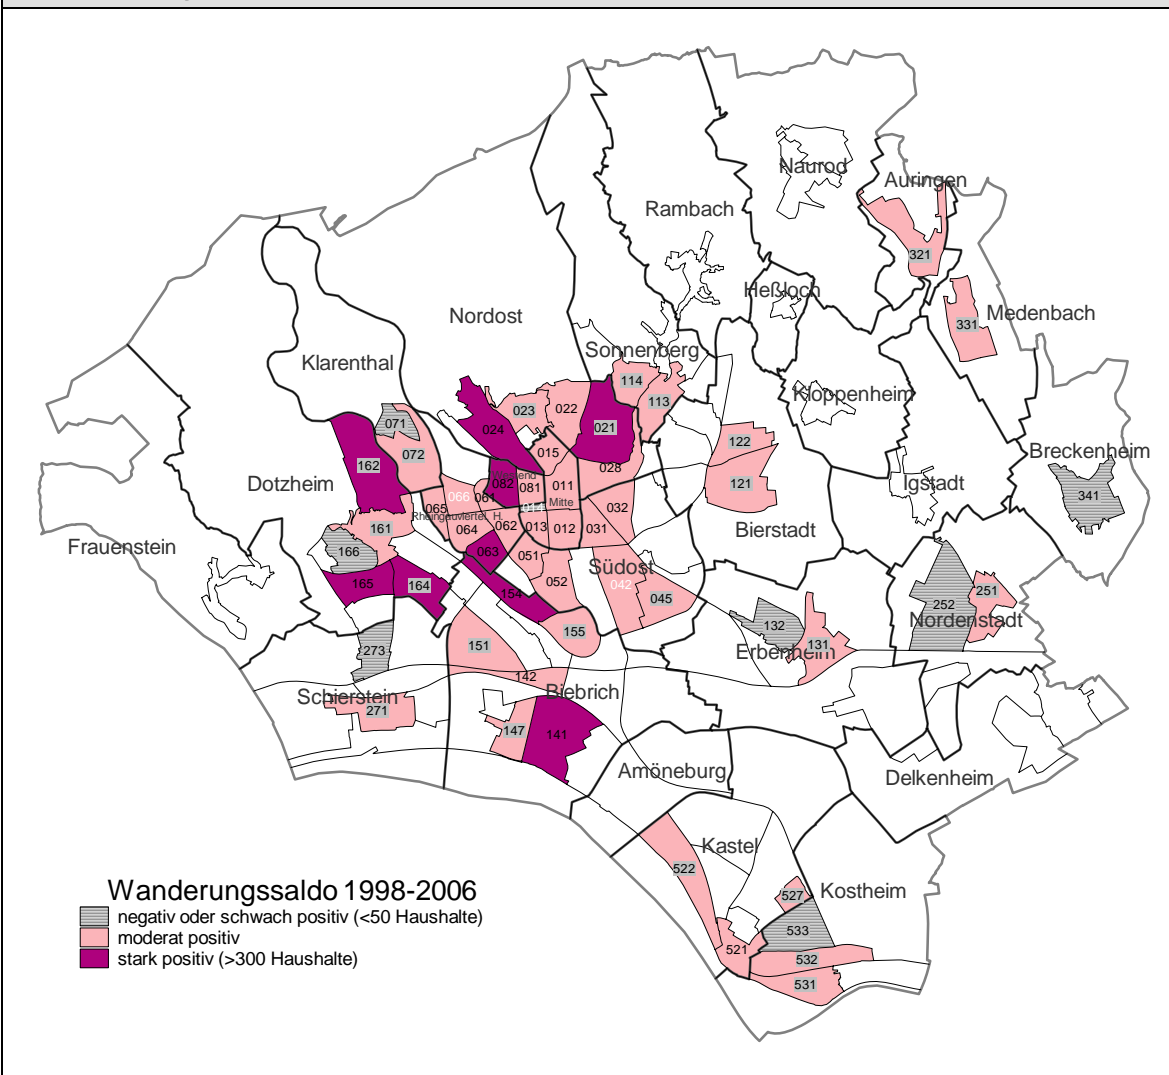 Naurod
Auringen
Rambach
321
Heßloch
Medenbach
Nordost
331
Sonnenberg
Klarenthal
114
Kloppenheim
113
023
022
071
021
024
122
Breckenheim
015
072
162
028
Westend
Dotzheim
082
081
011
121
Igstadt
341
066
061
Mitte
065
014
032
Rheingauviertel, H.
161
064
062
013
012
031
Bierstadt
Frauenstein
166
063
051
Südost
165
164
052
042
154
045
251
252
132
Nordenstadt
155
273
151
131
Erbenheim
142
Biebrich
Schierstein
271
147
141
Amöneburg
Delkenheim
Kastel
522
Kostheim
527
533
521
532
531
Wanderungssaldo 1998-2006
negativ oder schwach positiv (<50 Haushalte)
moderat positiv
stark positiv (>300 Haushalte)